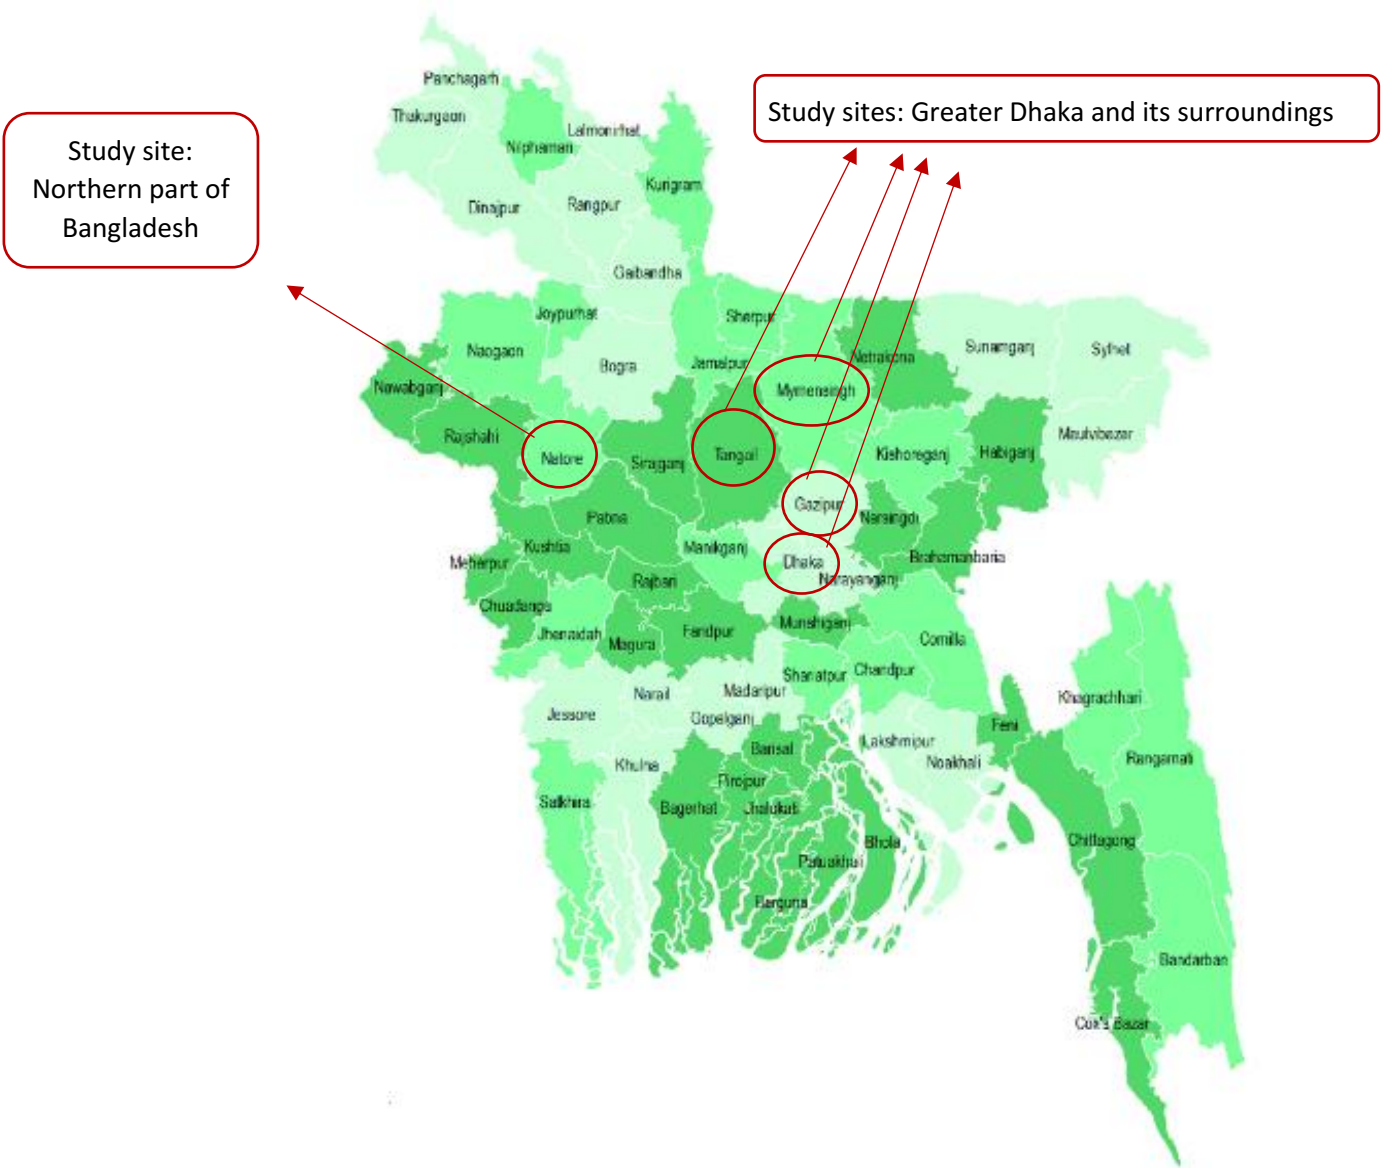 Panchagarh
Thakurgaon
Lalmonirhat
Nilphamari
Kurigram
Dinajpur
Rangpur
Gaibandha
Study site:
Northern part of
Bangladesh
Study sites: Greater Dhaka and its surroundings
Joypurhat
Sherpur
Naogaon
Bogra
Jamalpur
Netrakona
Sunamganj
Sylhet
Nawabganj
Mymensingh
Rajshahi
Natore
Sirajganj
Tangail
Kishoreganj
Habiganj
Maulvibazar
Gazipur
Pabna
Narsingdi
Kushtia
Manikganj
Dhaka
Brahamanbaria
Meherpur
Rajbari
Narayanganj
Chuadanga
Jhenaidah
Magura
Faridpur
Munshiganj
Comilla
Shariatpur
Chandpur
Narail
Madaripur
Khagrachhari
Jessore
Gopalganj
Feni
Barisal
Lakshmipur
Noakhali
Rangamati
Khulna
Pirojpur
Satkhira
Bagerhat
Jhalukati
Bhola
Chittagong
Patuakhali
Barguna
Bandarban
Cox's Bazar